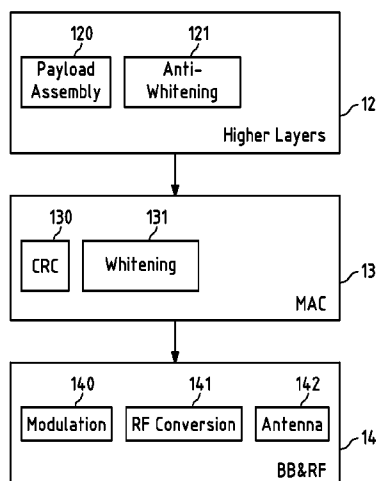 120
121
Payload
Assembly
Anti-
Whitening
12
Higher Layers
130
131
CRC
Whitening
13
MAC
140
141
142
Modulation
RF Conversion
Antenna
14
BB&RF